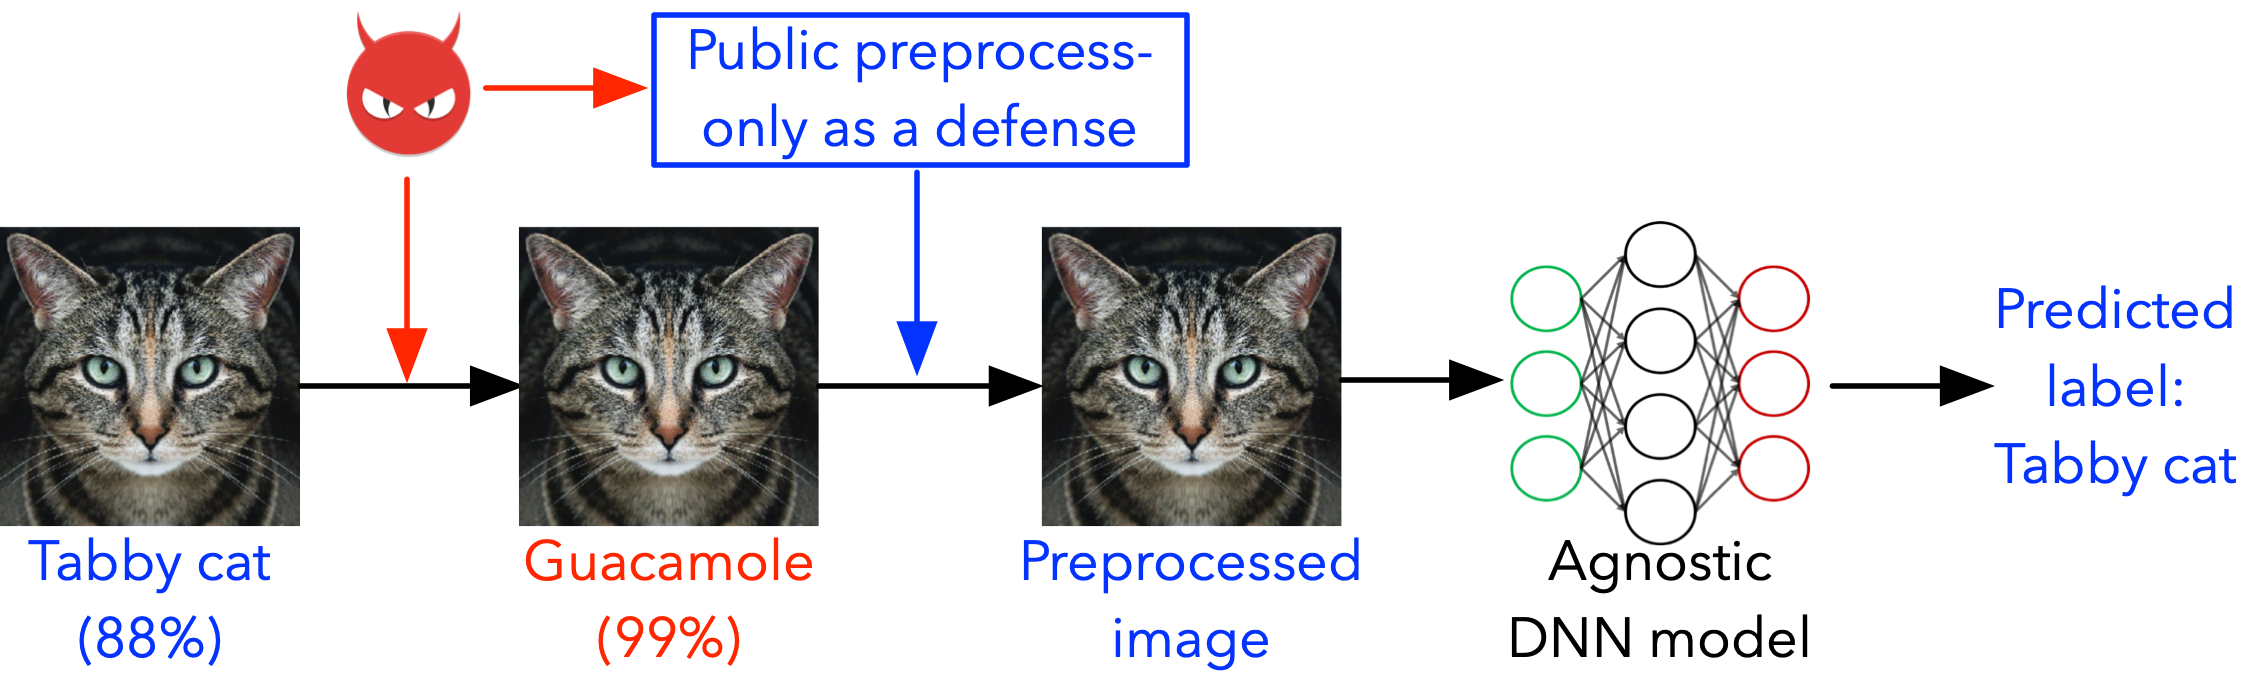 Public preprocess-
only as a defense
Tabby cat
(88%)
Guacamole
(99%)
Preprocessed
image
Agnostic
DNN model
Predicted
label:
Tabby cat